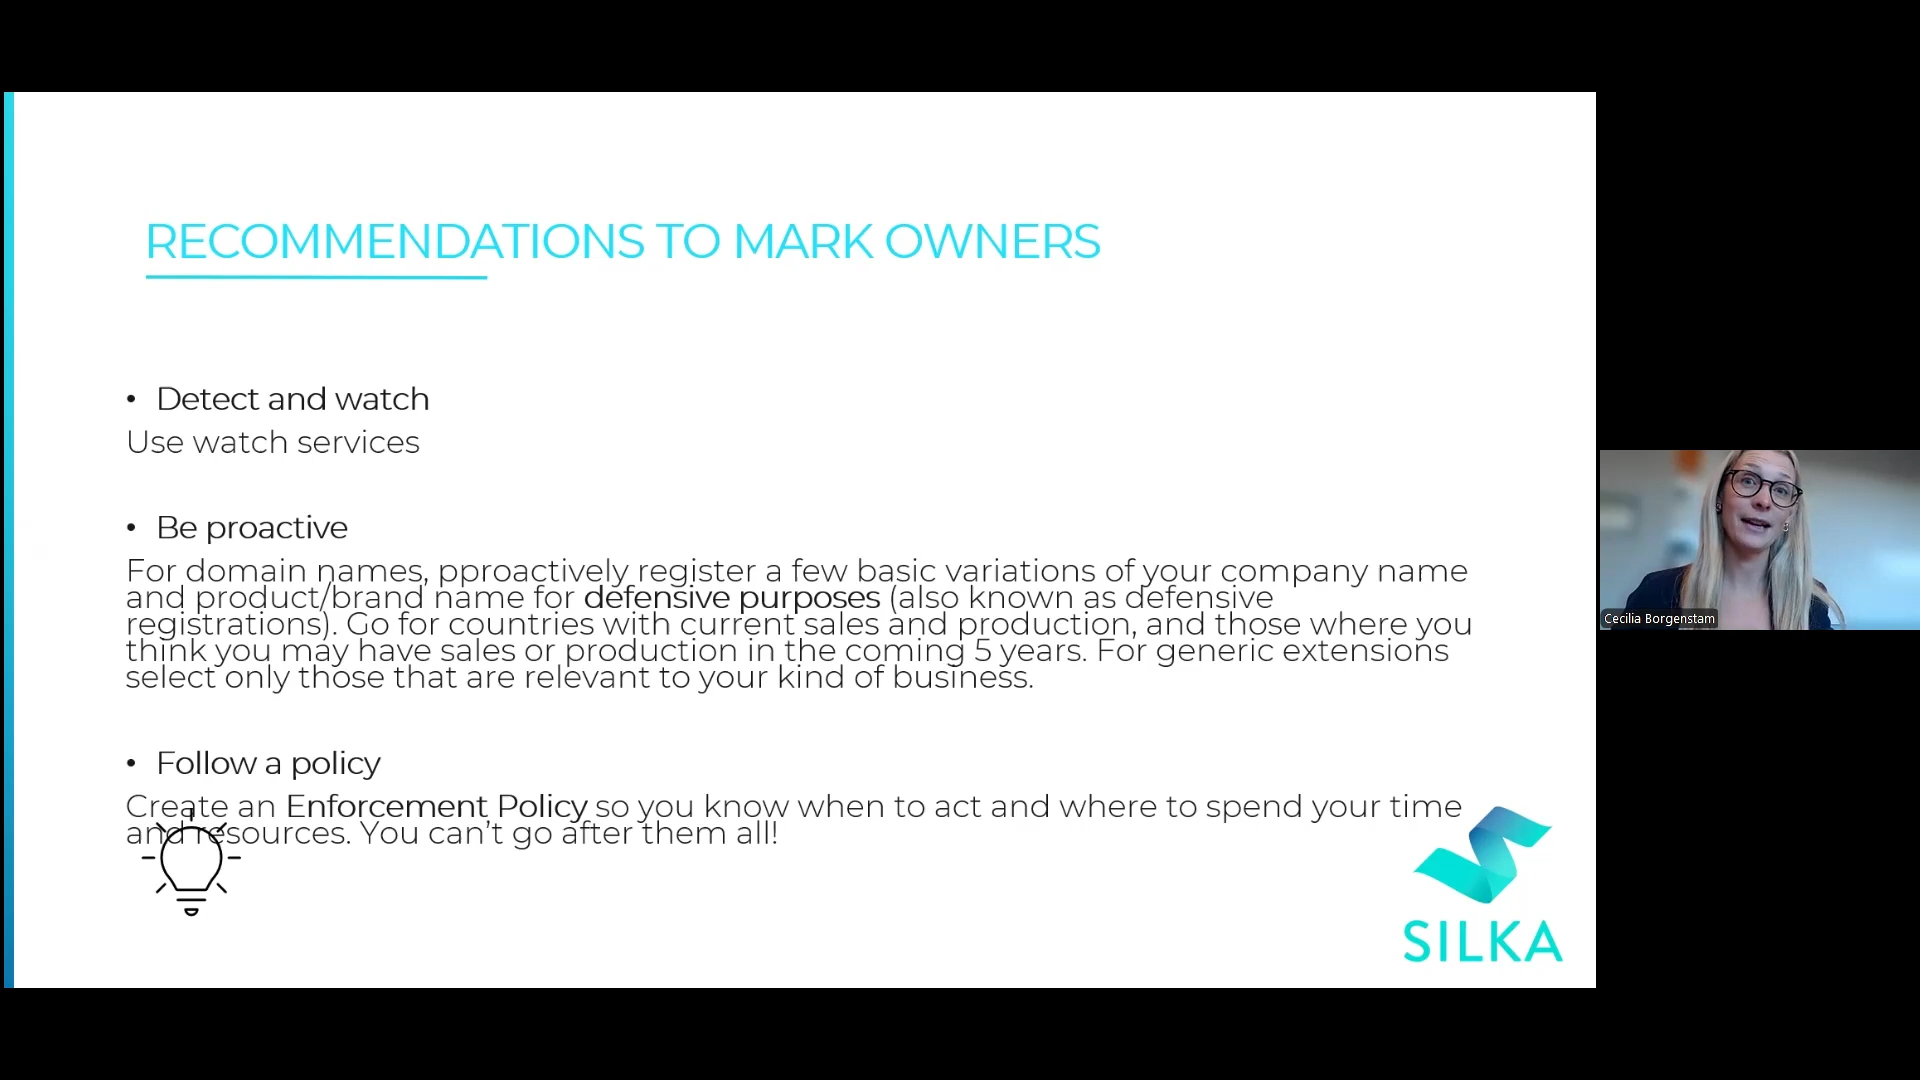 RECOMMENDATIONS TO MARK OWNERS
• Detect and watch
Use watch services
• Be proactive
For domain names, pproactively register a few basic variations of your company name
and product/brand name for defensive purposes (also known as defensive
registrations). Go for countries with current sales and production, and those where you
think you may have sales or production in the coming 5 years. For generic extensions
select only those that are relevant to your kind of business.
• Follow a policy
Create an Enforcement Policy so you know when to act and where to spend your time
and resources. You can’t go after them all!
SILKA
Cecilia Borgenstam